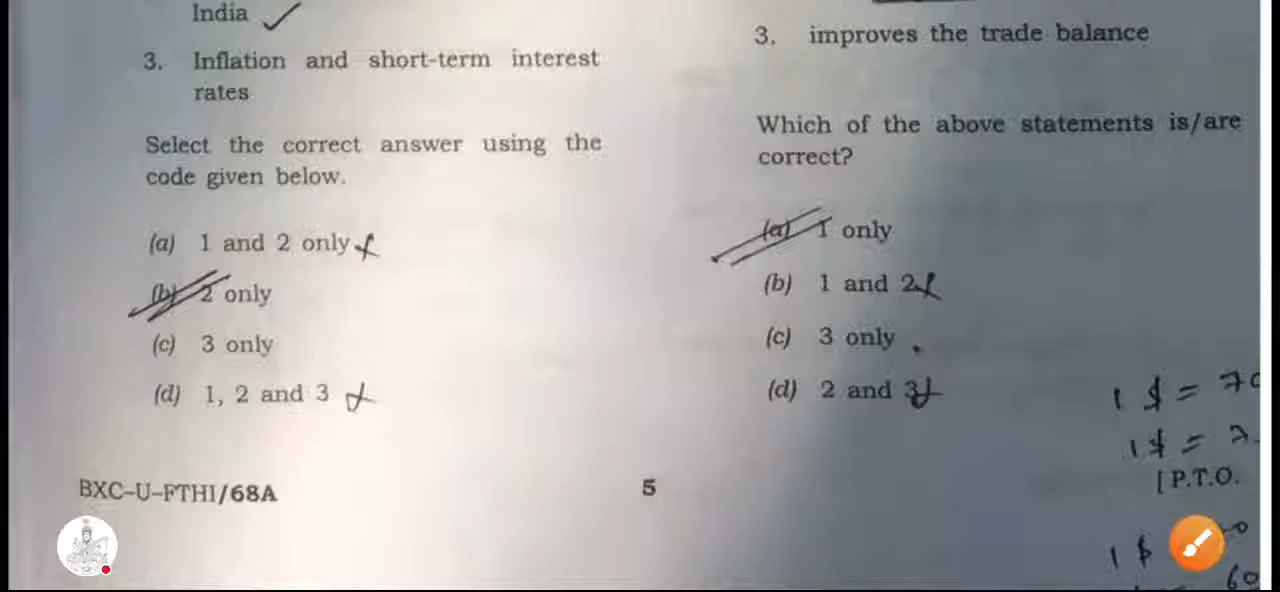 India
3. Inflation and short-term interest
rates
Select the correct answer using the
code given below.
(a) 1 and 2 only
(b) 2 only
(c) 3 only
(d) 1, 2 and 3
BXC-U-FTHI/68A
5
3. improves the trade balance
Which of the above statements is/are
correct?
(a) 1 only
(b) 1 and 2
(c) 3 only
(d) 2 and 3
1 $ = 70
1 $ =
[ P.T.O.
1 $
60